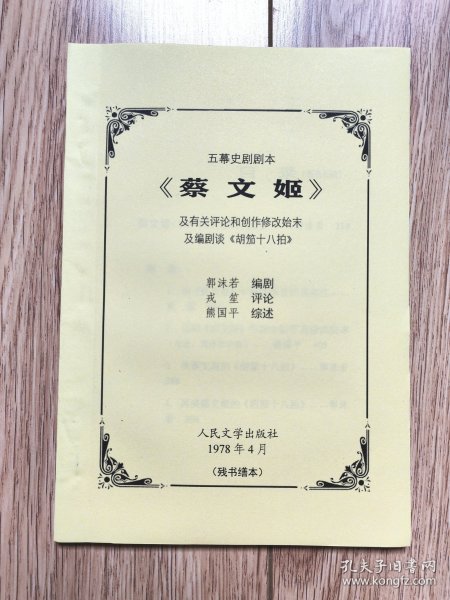 五幕史剧剧本
《蔡文姬》
及有关评论和创作修改始末
及编剧谈《胡笳十八拍》
郭沫若 编剧
戎笙 评论
熊国平 综述
人民文学出版社
1978年4月
(残书缮本)
孔夫子旧书网
www.kongfz.com